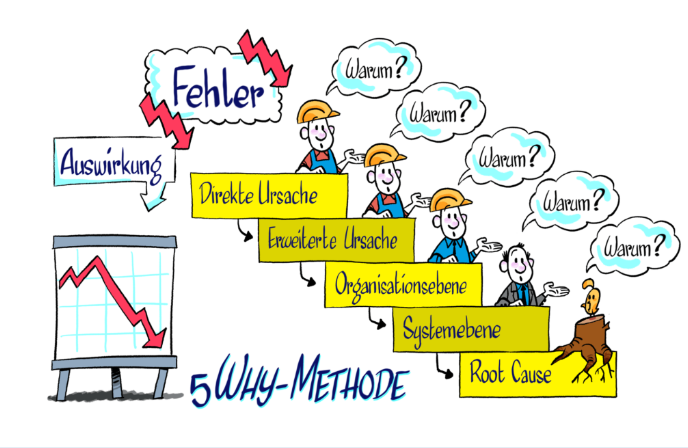 Fehler
Auswirkung
Warum?
Warum?
Warum?
Warum?
Warum?
Direkte Ursache
Erweiterte Ursache
Organisationsebene
Systemebene
Root Cause
5 WHY-METHODE